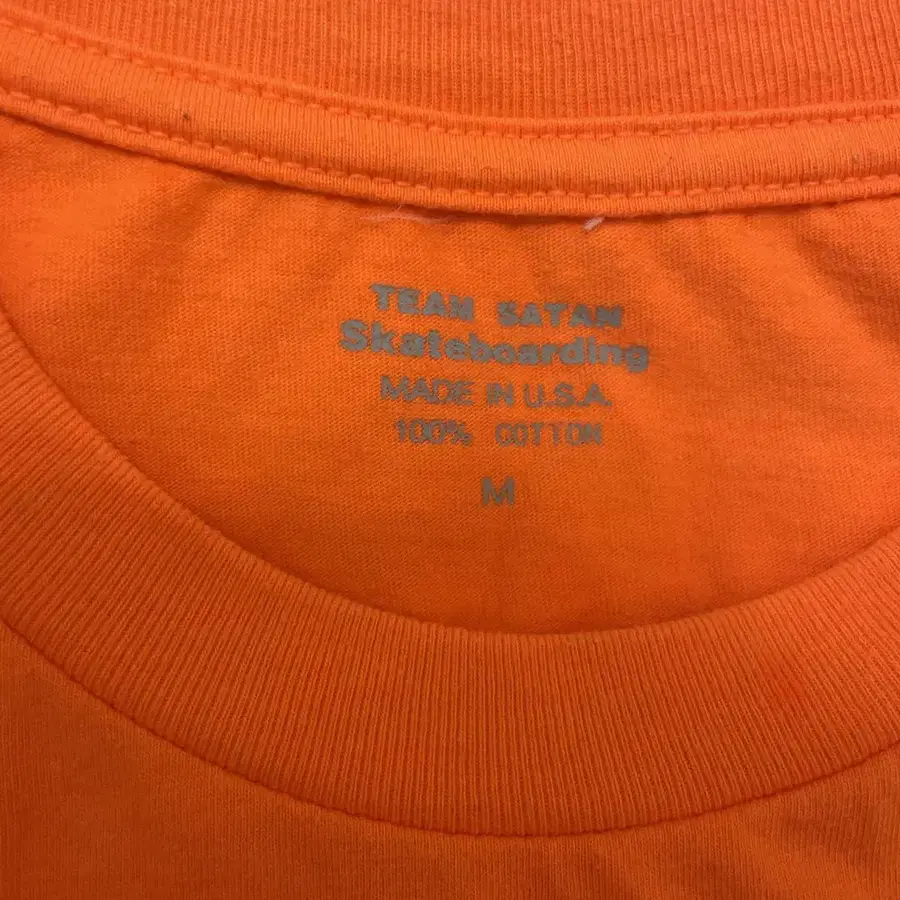 TEAM SATAN
Skateboarding
MADE IN U.S.A.
100% COTTON
M